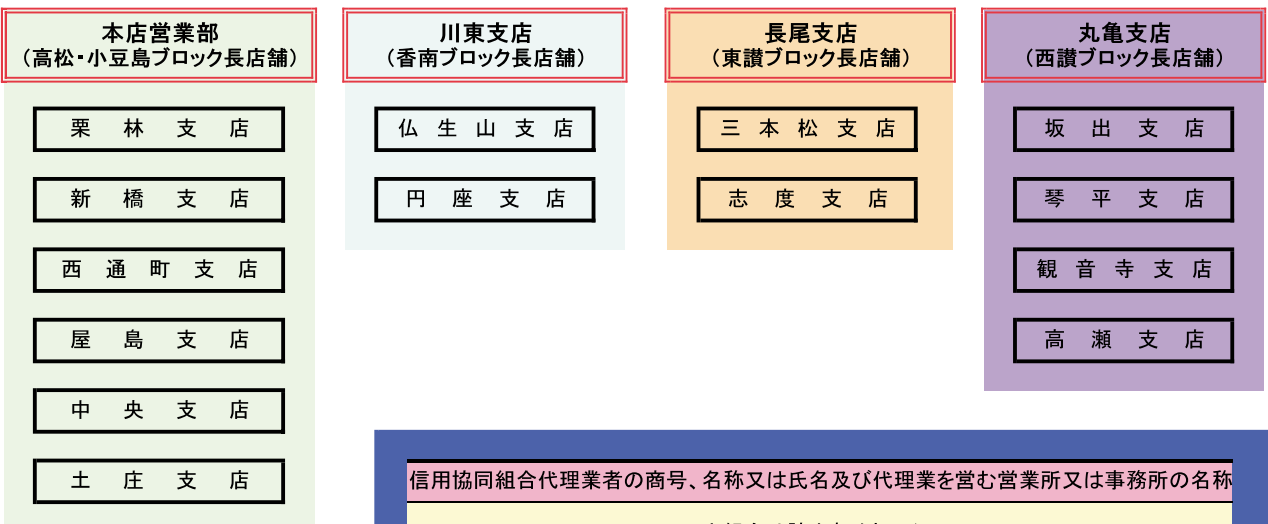 本店営業部
（高松・小豆島ブロック長店舗）
栗林支店
新橋支店
西通町支店
屋島支店
中央支店
土庄支店
川東支店
（香南ブロック長店舗）
仏生山支店
円座支店
長尾支店
（東讃ブロック長店舗）
三本松支店
志度支店
丸亀支店
（西讃ブロック長店舗）
坂出支店
琴平支店
観音寺支店
高瀬支店
信用協同組合代理業者の商号、名称又は氏名及び代理業を営む営業所又は事務所の名称